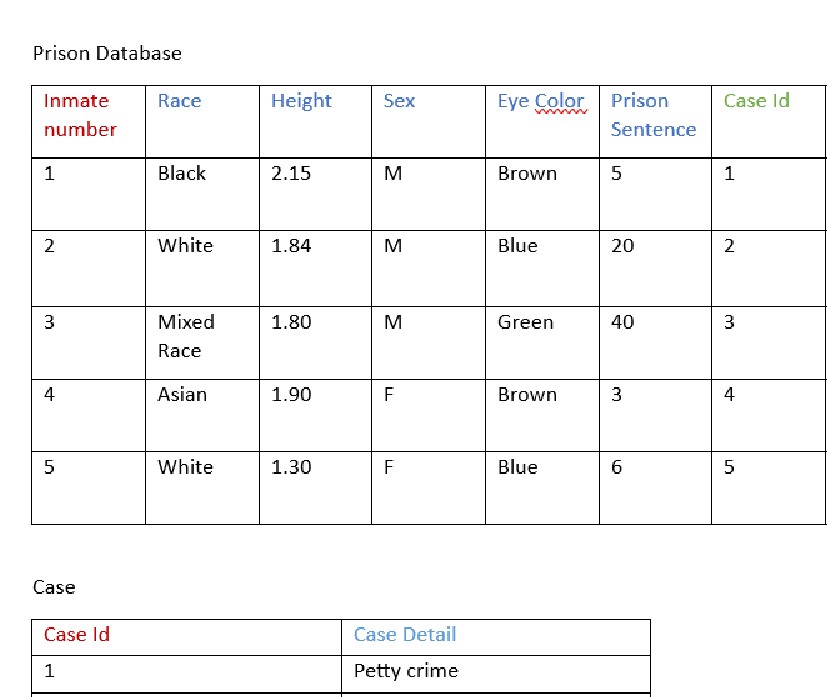 Prison Database
Inmate number Race Height Sex Eye Color Prison Sentence Case Id
1 Black 2.15 M Brown 5 1
2 White 1.84 M Blue 20 2
3 Mixed Race 1.80 M Green 40 3
4 Asian 1.90 F Brown 3 4
5 White 1.30 F Blue 6 5
Case
Case Id Case Detail
1 Petty crime